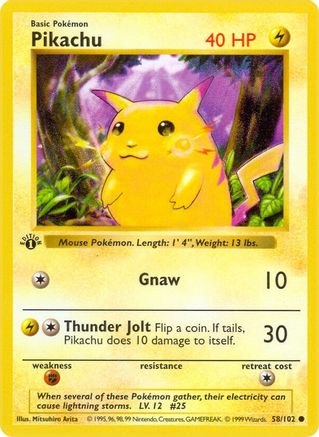 Basic Pokémon
Pikachu 40 HP
EDITION 1
Mouse Pokémon. Length: 1' 4", Weight: 13 lbs.
Gnaw 10
Thunder Jolt Flip a coin. If tails,
Pikachu does 10 damage to itself. 30
weakness resistance retreat cost
When several of these Pokémon gather, their electricity can
cause lightning storms. LV. 12 #25
Illus. Mitsuhiro Arita © 1995, 96, 98, 99 Nintendo, Creatures, GAMEFREAK. © 1999 Wizards. 58/102